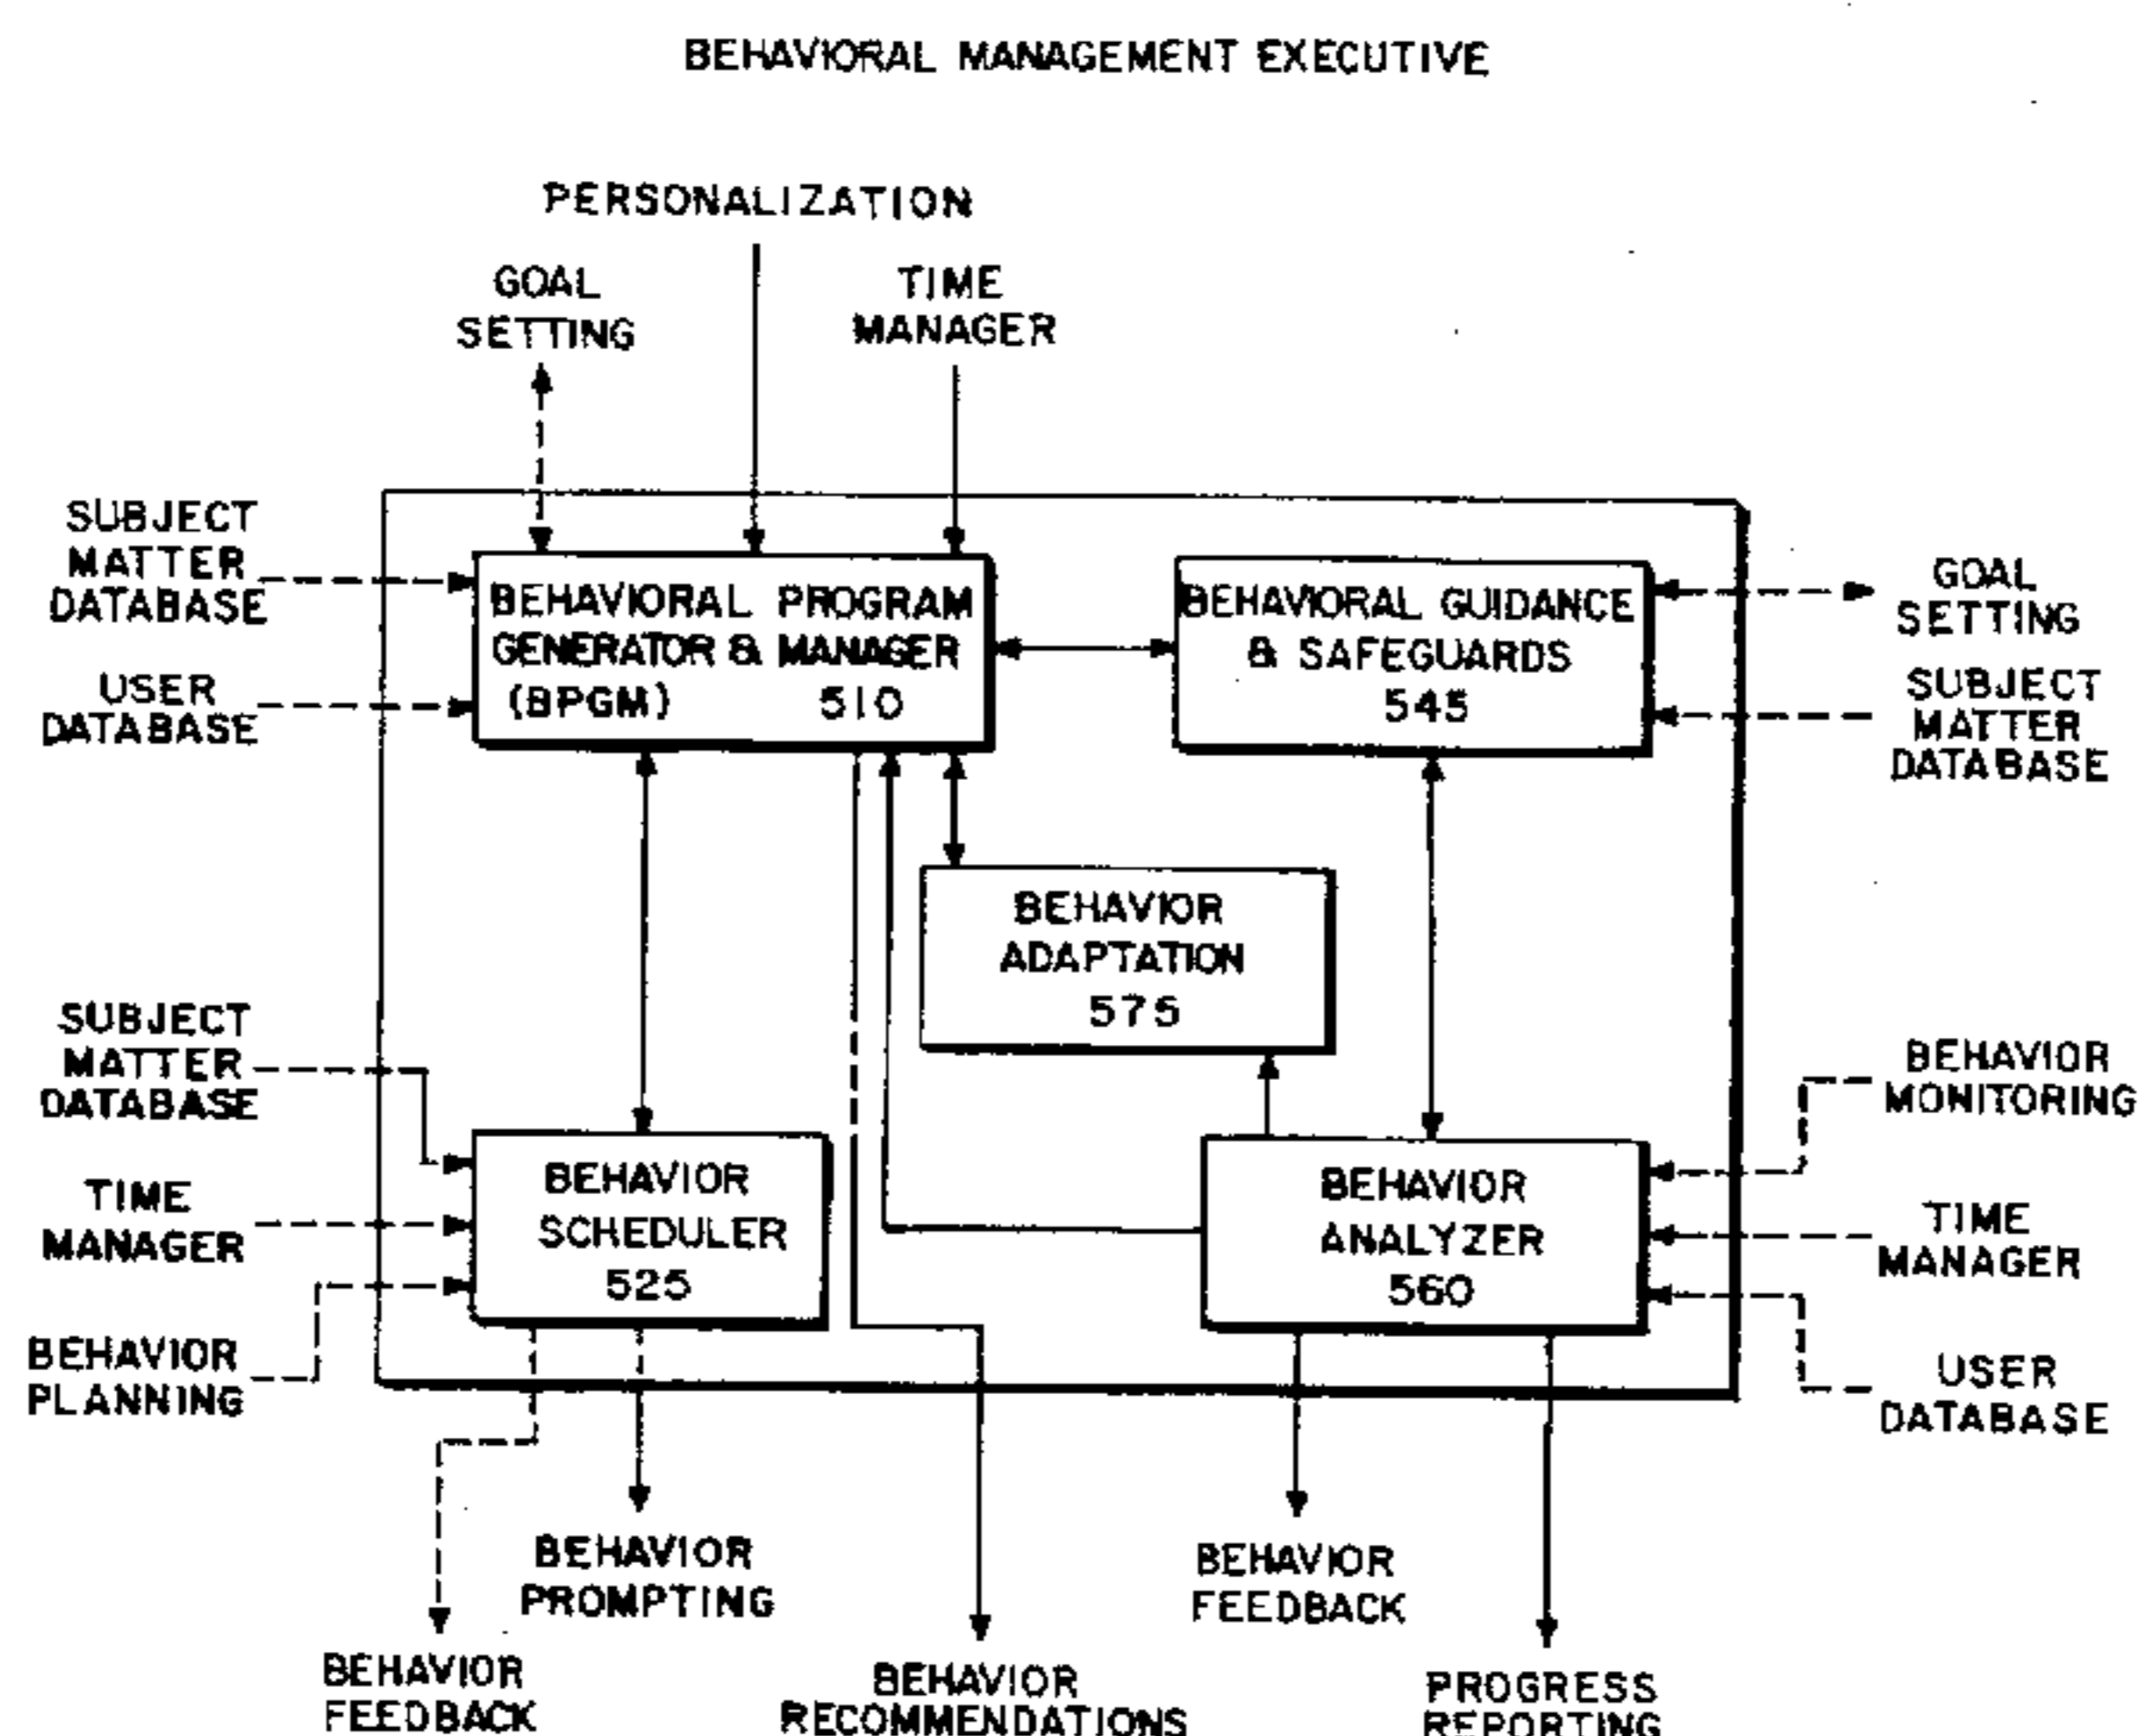 BEHAVIORAL MANAGEMENT EXECUTIVE
PERSONALIZATION
GOAL
SETTING
TIME
MANAGER
SUBJECT
MATTER
DATABASE
USER
DATABASE
BEHAVIORAL PROGRAM
GENERATOR & MANAGER
(BPGM) 510
BEHAVIORAL GUIDANCE
& SAFEGUARDS
545
GOAL
SETTING
SUBJECT
MATTER
DATABASE
BEHAVIOR
ADAPTATION
575
SUBJECT
MATTER
DATABASE
TIME
MANAGER
BEHAVIOR
PLANNING
BEHAVIOR
SCHEDULER
525
BEHAVIOR
ANALYZER
560
BEHAVIOR
MONITORING
TIME
MANAGER
USER
DATABASE
BEHAVIOR
FEEDBACK
BEHAVIOR
PROMPTING
BEHAVIOR
RECOMMENDATIONS
BEHAVIOR
FEEDBACK
PROGRESS
REPORTING